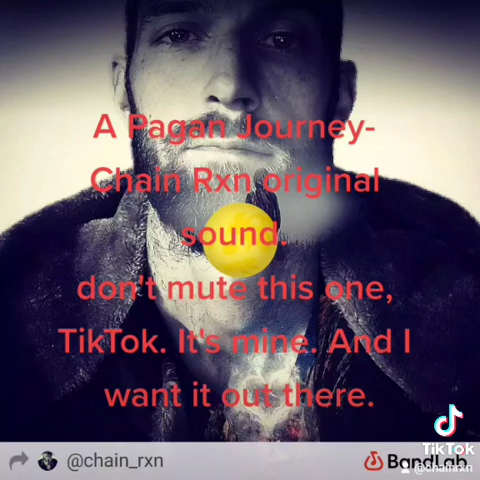 A Pagan Journey-
Chain Rxn original
sound.
don't mute this one,
TikTok. It's mine. And I
want it out there.
TikTok
@chain_rxn
BandLab
@chainrxn